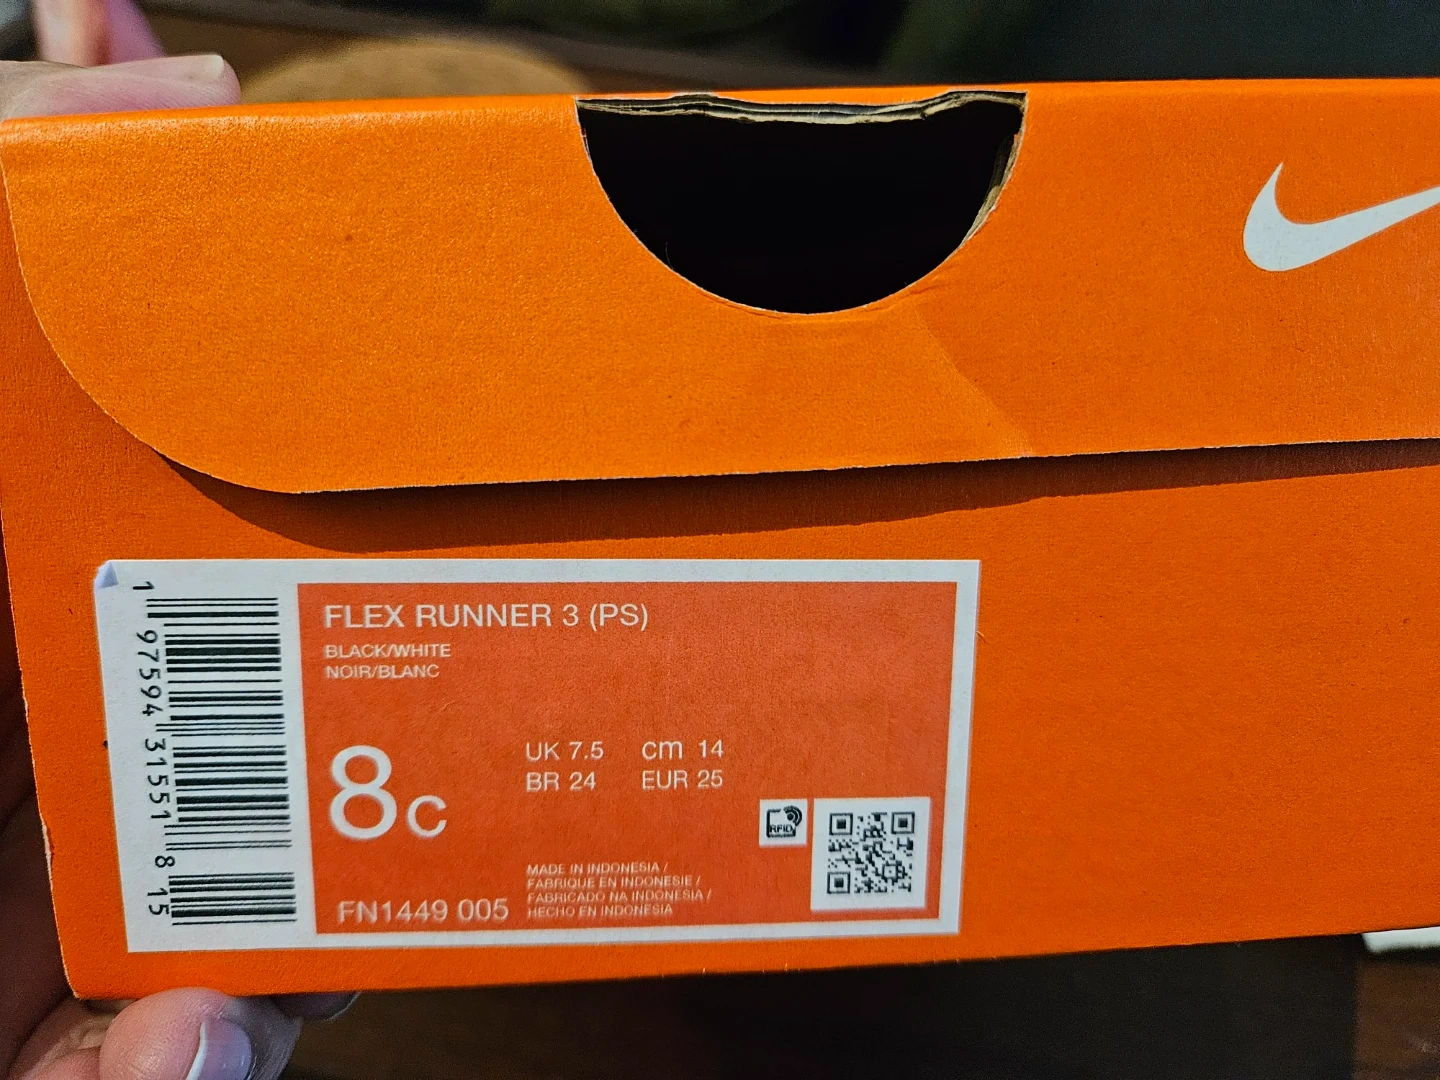 FLEX RUNNER 3 (PS)
BLACK/WHITE
NOIR/BLANC
8C
UK 7.5 cm 14
BR 24 EUR 25
RFID
MADE IN INDONESIA /
FABRIQUE EN INDONESIE /
FABRICADO NA INDONESIA /
HECHO EN INDONESIA
FN1449 005
1 97594 31551 8 15